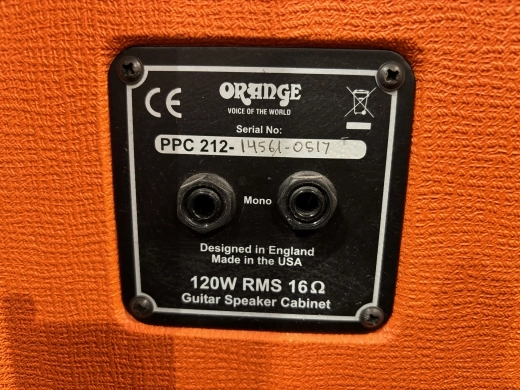 CE
ORANGE
VOICE OF THE WORLD
Serial No:
PPC 212-14561-0517
Mono
Designed in England
Made in the USA
120W RMS 16Ω
Guitar Speaker Cabinet